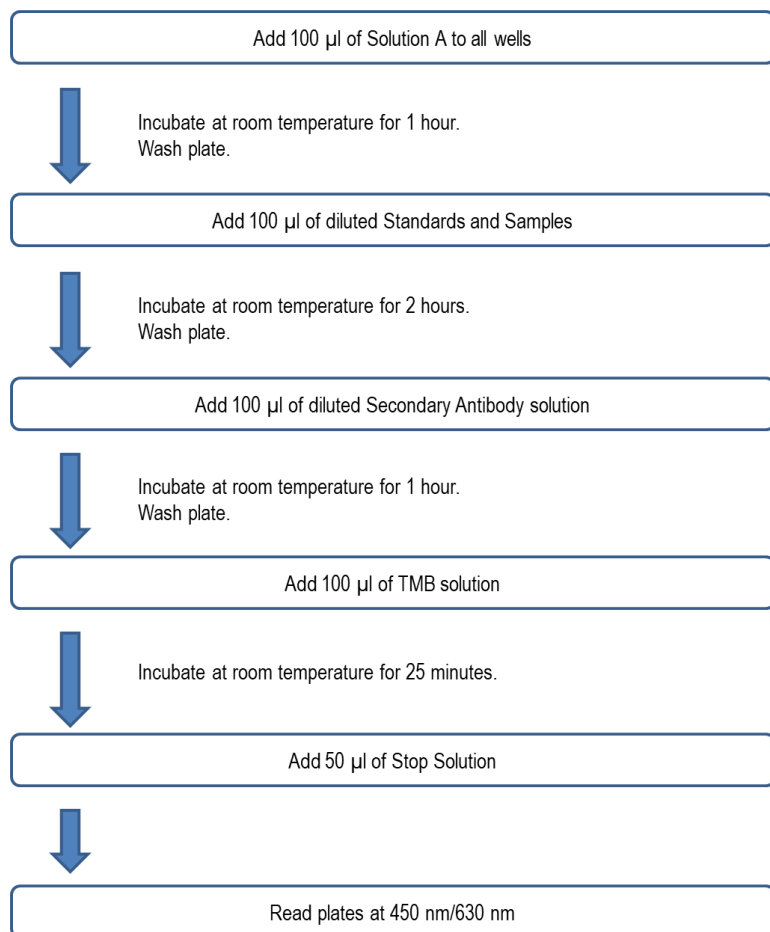 Add 100 µl of Solution A to all wells
Incubate at room temperature for 1 hour.
Wash plate.
Add 100 µl of diluted Standards and Samples
Incubate at room temperature for 2 hours.
Wash plate.
Add 100 µl of diluted Secondary Antibody solution
Incubate at room temperature for 1 hour.
Wash plate.
Add 100 µl of TMB solution
Incubate at room temperature for 25 minutes.
Add 50 µl of Stop Solution
Read plates at 450 nm/630 nm